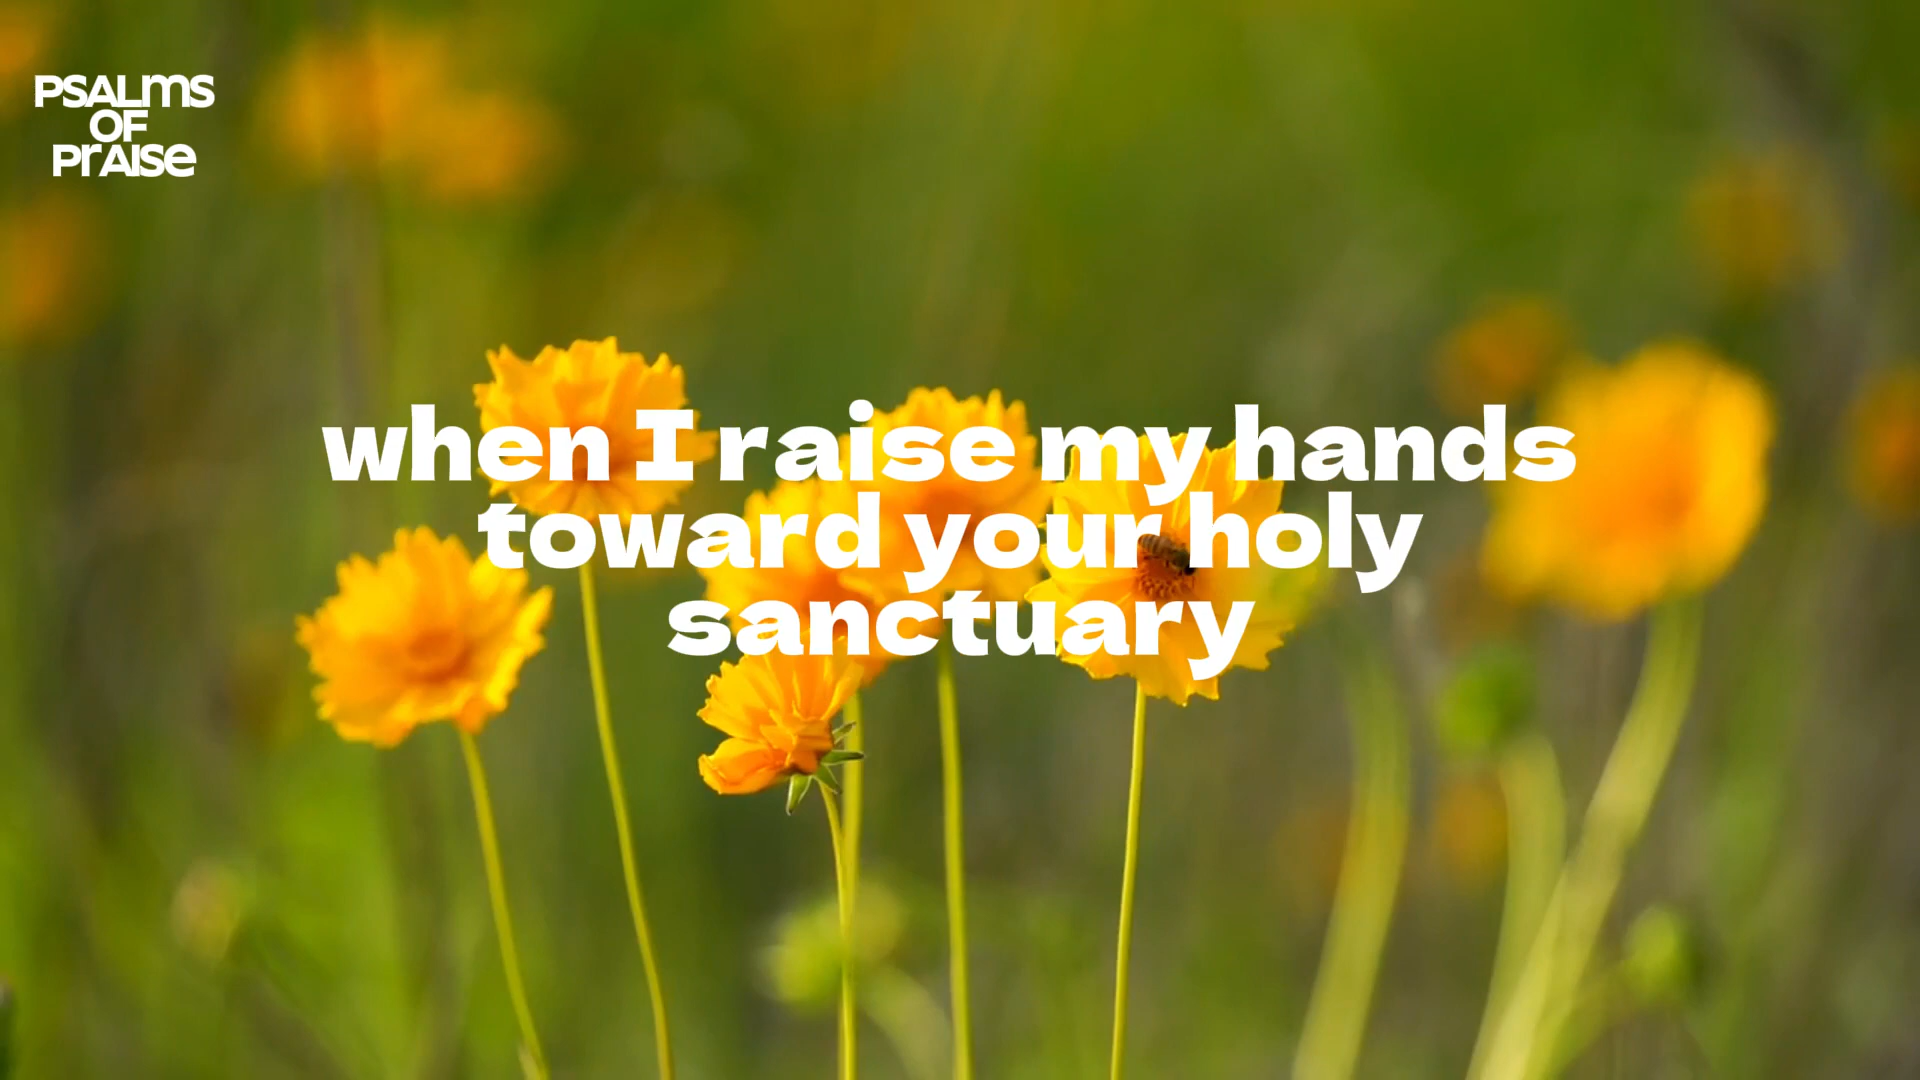 PSALmS
OF
PrAISe
when I raise my hands
toward your holy
sanctuary